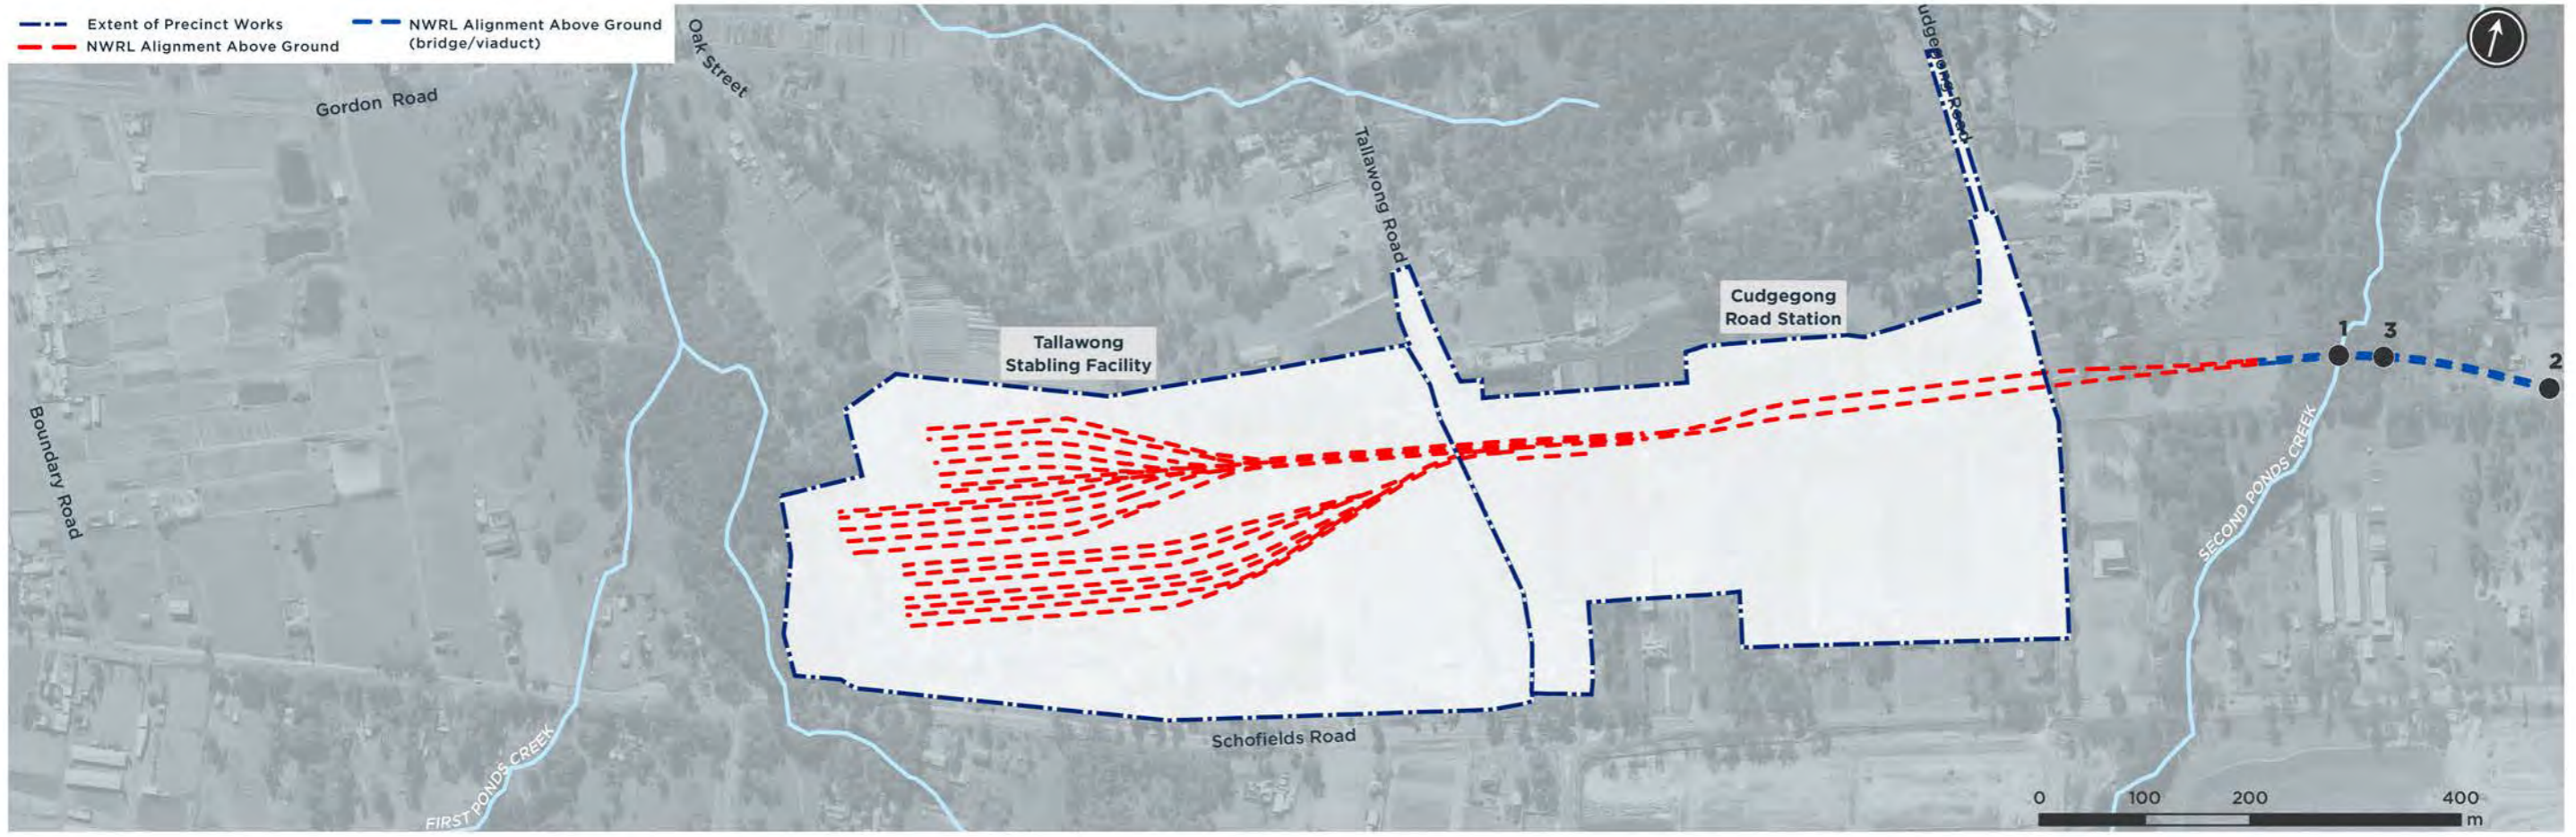 Extent of Precinct Works
NWRL Alignment Above Ground
NWRL Alignment Above Ground
(bridge/viaduct)
Oak Street
Gordon Road
Tallawong Road
udgegong Road
Cudgegong
Road Station
Tallawong
Stabling Facility
1
3
2
Boundary Road
SECOND PONDS CREEK
Schofields Road
FIRST PONDS CREEK
0 100 200 400
m